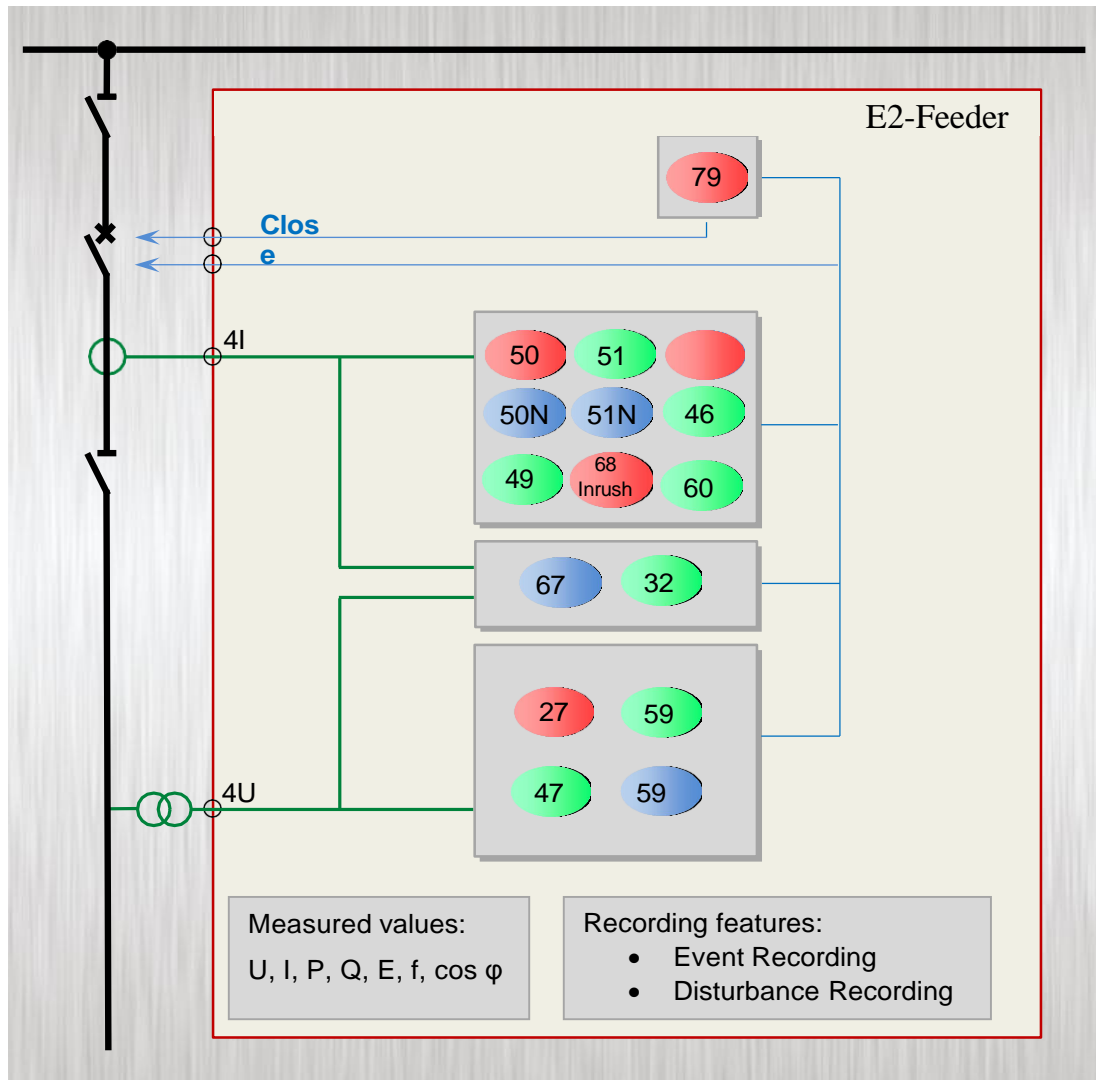 E2-Feeder
79
Clos
e
4I
50 51
50N 51N 46
49 68 60
Inrush
67 32
27 59
47 59
4U
Measured values:
U, I, P, Q, E, f, cos φ
Recording features:
• Event Recording
• Disturbance Recording